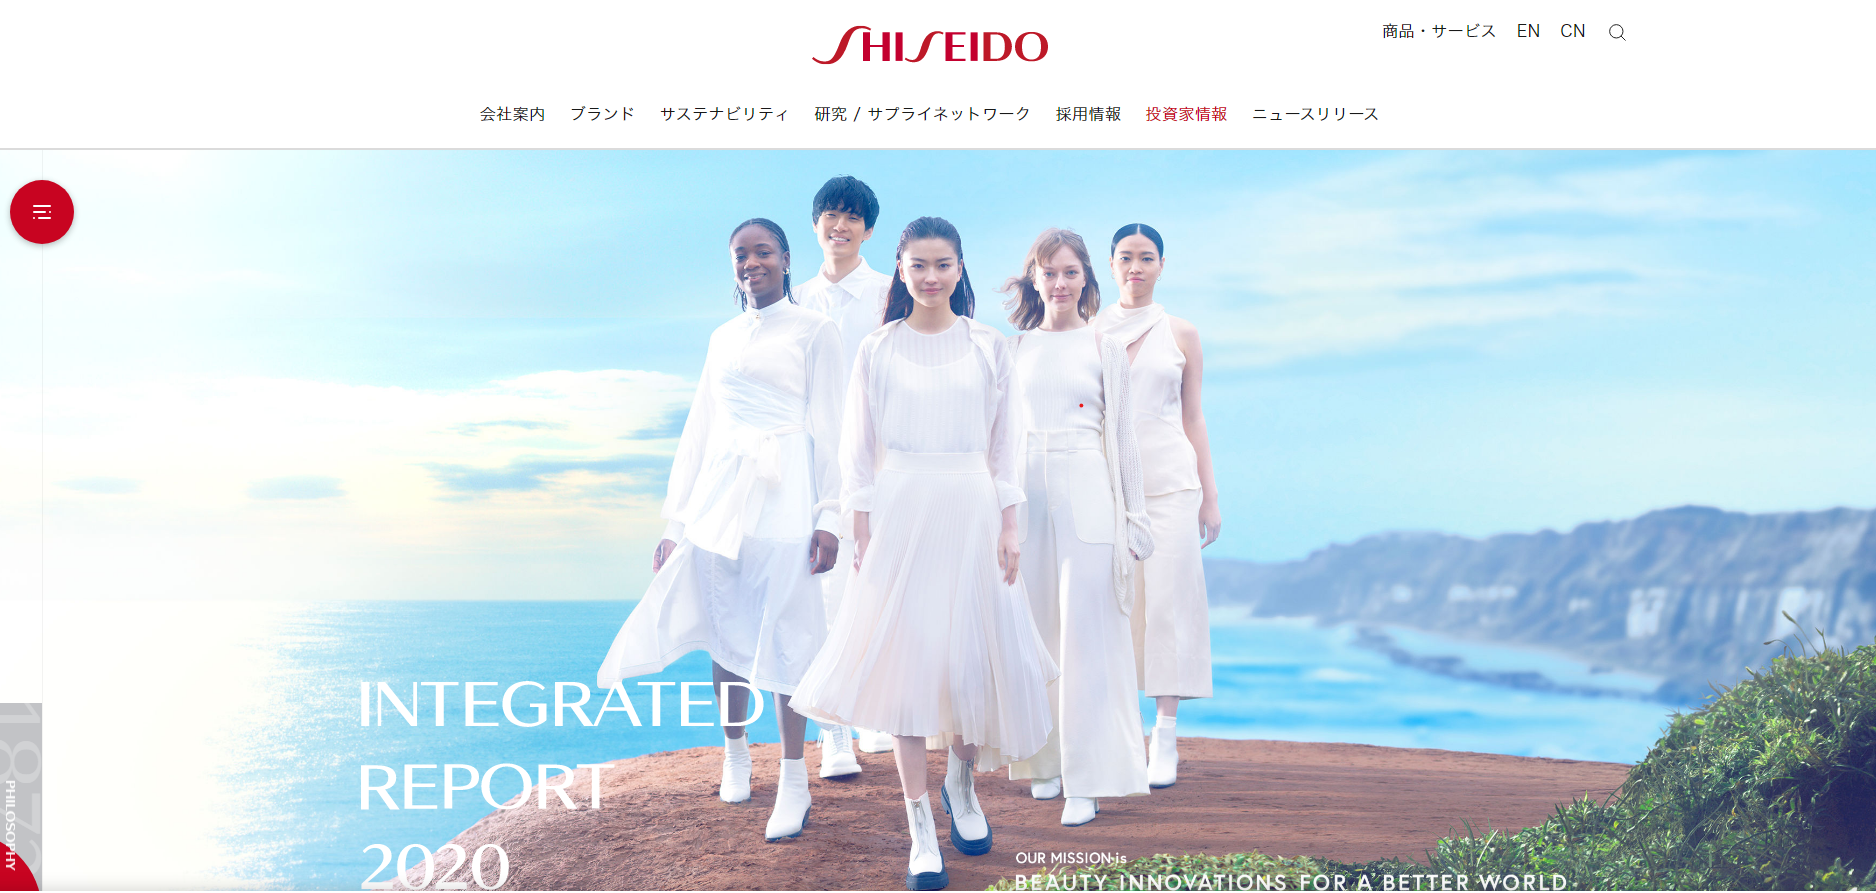 SHISEIDO
商品・サービス EN CN
会社案内 ブランド サステナビリティ 研究 / サプライネットワーク 採用情報 投資家情報 ニュースリリース
INTEGRATED
REPORT
2020
OUR MISSION is
BEAUTY INNOVATIONS FOR A BETTER WORLD
PHILOSOPHY